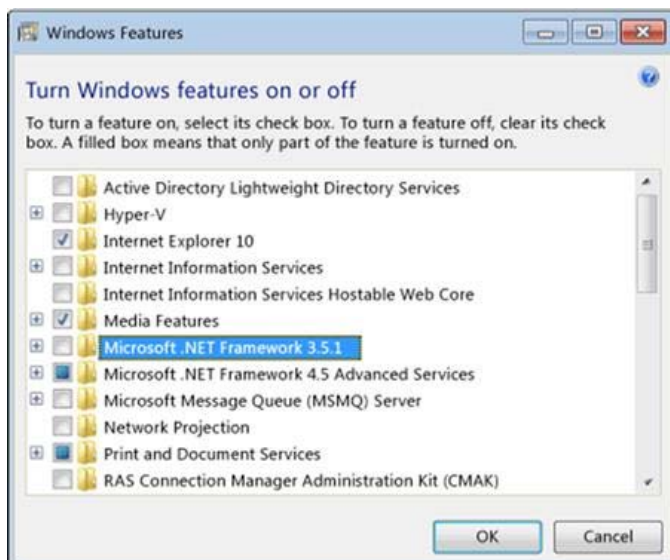 Windows Features
Turn Windows features on or off
To turn a feature on, select its check box. To turn a feature off, clear its check
box. A filled box means that only part of the feature is turned on.
Active Directory Lightweight Directory Services
Hyper-V
Internet Explorer 10
Internet Information Services
Internet Information Services Hostable Web Core
Media Features
Microsoft .NET Framework 3.5.1
Microsoft .NET Framework 4.5 Advanced Services
Microsoft Message Queue (MSMQ) Server
Network Projection
Print and Document Services
RAS Connection Manager Administration Kit (CMAK)
OK Cancel